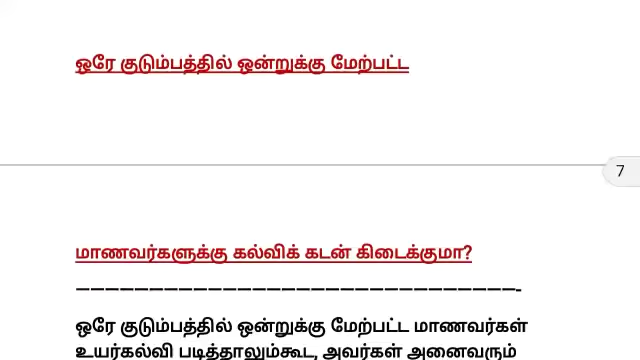 ஒரே குடும்பத்தில் ஒன்றுக்கு மேற்பட்ட
7
மாணவர்களுக்கு கல்விக் கடன் கிடைக்குமா?
———————————————————————————————-
ஒரே குடும்பத்தில் ஒன்றுக்கு மேற்பட்ட மாணவர்கள்
உயர்கல்வி படித்தாலும்கூட, அவர்கள் அனைவரும்